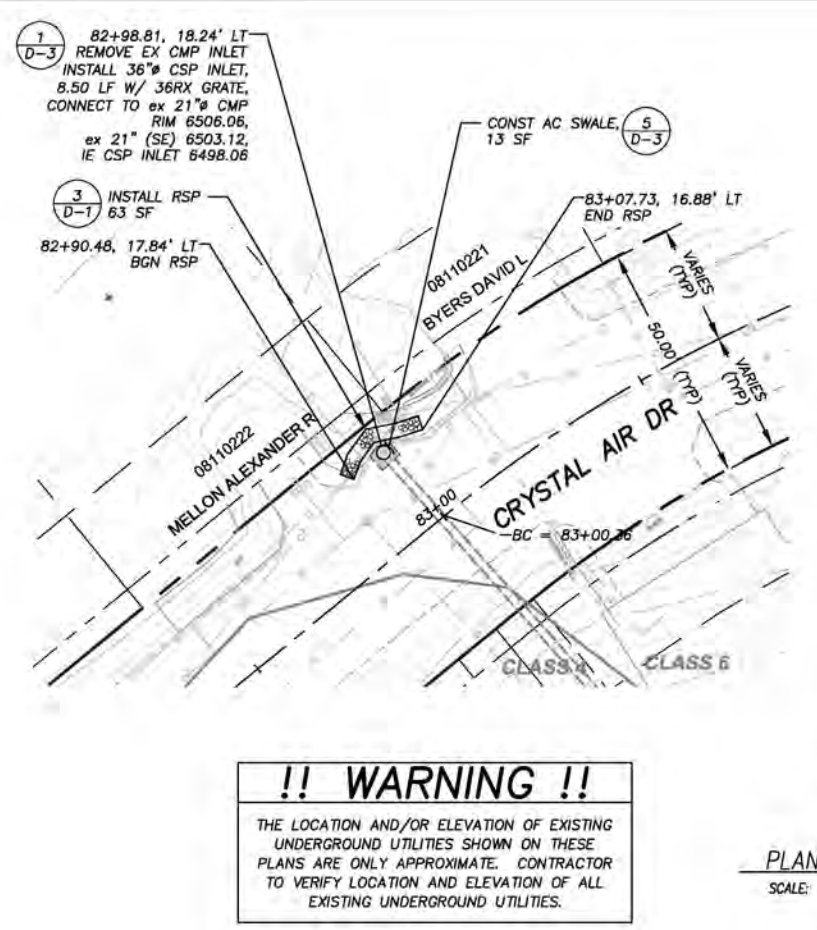 1
D-3
82+98.81, 18.24' LT
REMOVE EX CMP INLET
INSTALL 36"ø CSP INLET,
8.50 LF W/ 36RX GRATE,
CONNECT TO ex 21"ø CMP
RIM 6506.06,
ex 21" (SE) 6503.12,
IE CSP INLET 6498.06
3
D-1
INSTALL RSP
63 SF
82+90.48, 17.84' LT
BGN RSP
CONST AC SWALE,
13 SF
5
D-3
83+07.73, 16.88' LT
END RSP
08110221
BYERS DAVID L
VARIES
(TYP)
50.00' (TYP)
VARIES
(TYP)
08110222
MELLON ALEXANDER R
CRYSTAL AIR DR
83+00
BC = 83+00.36
CLASS 4
CLASS 6
!! WARNING !!
THE LOCATION AND/OR ELEVATION OF EXISTING
UNDERGROUND UTILITIES SHOWN ON THESE
PLANS ARE ONLY APPROXIMATE. CONTRACTOR
TO VERIFY LOCATION AND ELEVATION OF ALL
EXISTING UNDERGROUND UTILITIES.
PLAN
SCALE: